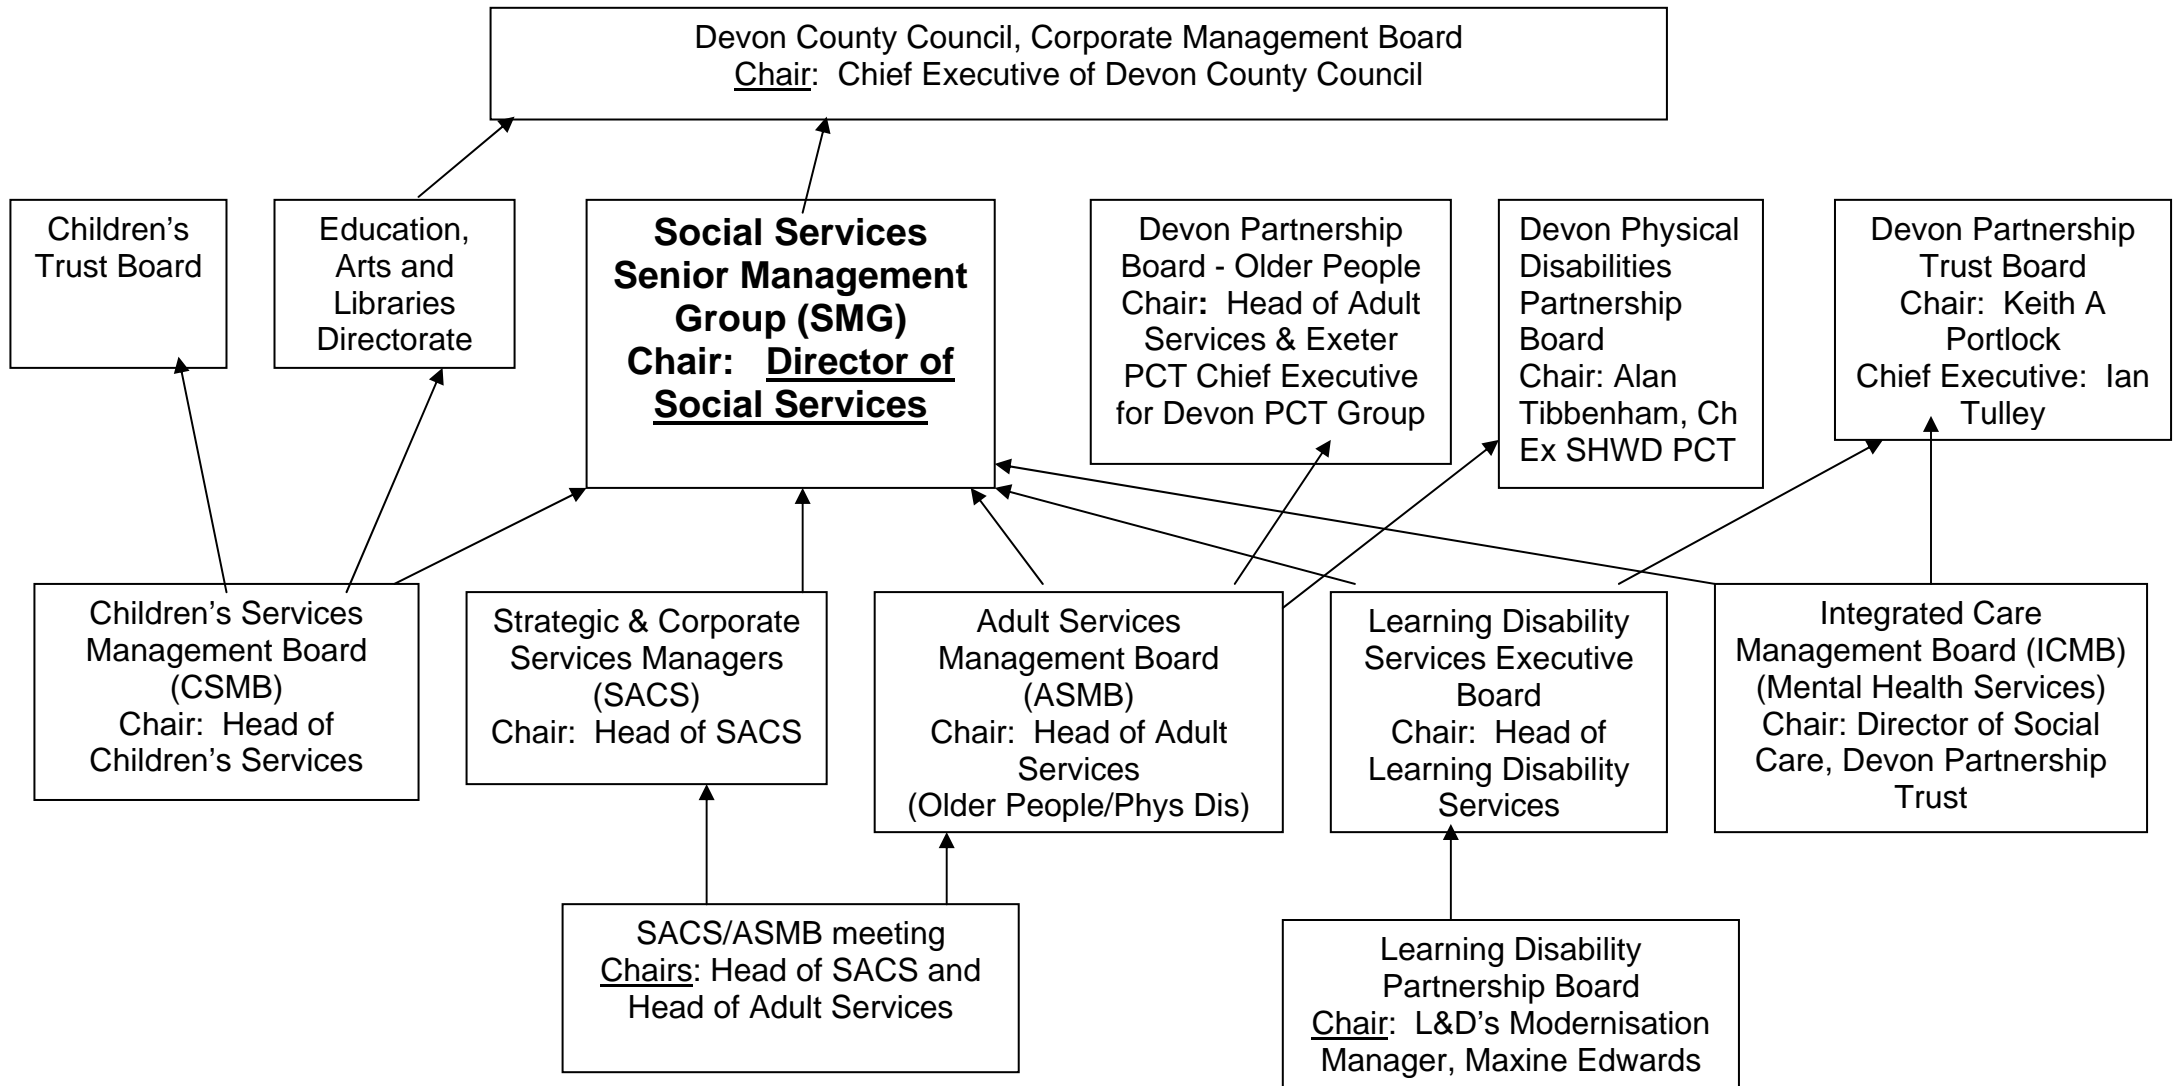 Devon County Council, Corporate Management Board
Chair: Chief Executive of Devon County Council
Children's
Trust Board
Education,
Arts and
Libraries
Directorate
Social Services
Senior Management
Group (SMG)
Chair: Director of
Social Services
Devon Partnership
Board - Older People
Chair: Head of Adult
Services & Exeter
PCT Chief Executive
for Devon PCT Group
Devon Physical
Disabilities
Partnership
Board
Chair: Alan
Tibbenham, Ch
Ex SHWD PCT
Devon Partnership
Trust Board
Chair: Keith A
Portlock
Chief Executive: Ian
Tulley
Children's Services
Management Board
(CSMB)
Chair: Head of
Children's Services
Strategic & Corporate
Services Managers
(SACS)
Chair: Head of SACS
Adult Services
Management Board
(ASMB)
Chair: Head of Adult
Services
(Older People/Phys Dis)
Learning Disability
Services Executive
Board
Chair: Head of
Learning Disability
Services
Integrated Care
Management Board (ICMB)
(Mental Health Services)
Chair: Director of Social
Care, Devon Partnership
Trust
SACS/ASMB meeting
Chairs: Head of SACS and
Head of Adult Services
Learning Disability
Partnership Board
Chair: L&D's Modernisation
Manager, Maxine Edwards